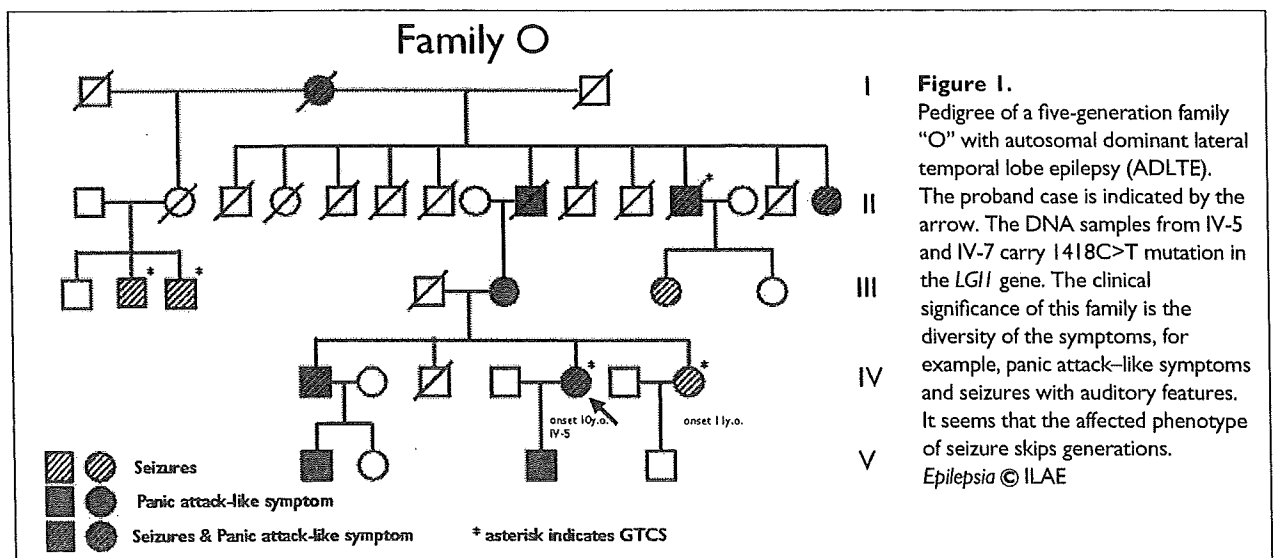 Family O
I
II
III
IV
V
onset 10y.o.
IV-5
onset 11y.o.
*
*
*
*
*
Seizures
Panic attack-like symptom
Seizures & Panic attack-like symptom
* asterisk indicates GTCS
Figure 1.
Pedigree of a five-generation family
“O” with autosomal dominant lateral
temporal lobe epilepsy (ADLTE).
The proband case is indicated by the
arrow. The DNA samples from IV-5
and IV-7 carry 1418C>T mutation in
the LGI1 gene. The clinical
significance of this family is the
diversity of the symptoms, for
example, panic attack–like symptoms
and seizures with auditory features.
It seems that the affected phenotype
of seizure skips generations.
Epilepsia © ILAE